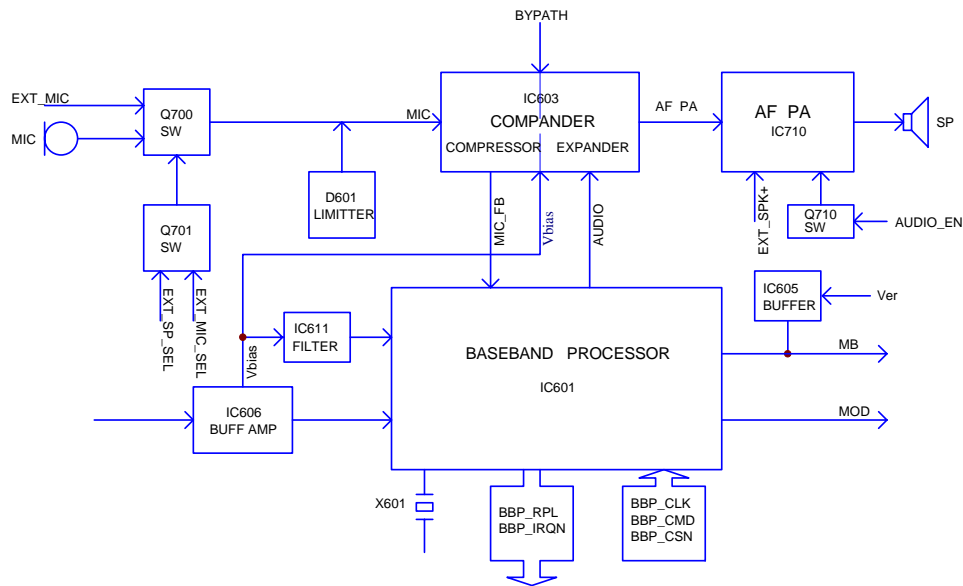 BYPATH
EXT_MIC
MIC
Q700
SW
MIC
IC603
COMPANDER
COMPRESSOR EXPANDER
AF PA
AF PA
IC710
SP
D601
LIMITTER
Q701
SW
MIC_FB
Vbias
AUDIO
EXT_SPK+
Q710
SW
AUDIO_EN
EXT_SP_SEL
EXT_MIC_SEL
Vbias
IC611
FILTER
IC605
BUFFER
Ver
BASEBAND PROCESSOR
IC601
MB
MOD
IC606
BUFF AMP
X601
BBP_RPL
BBP_IRQN
BBP_CLK
BBP_CMD
BBP_CSN